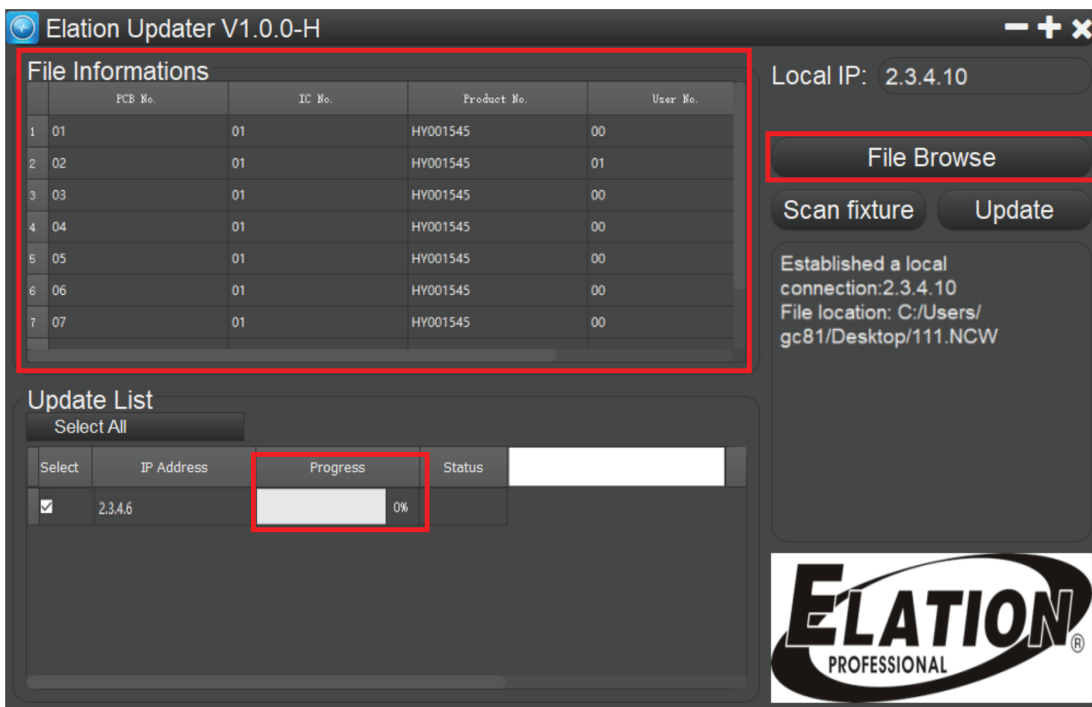 Elation Updater V1.0.0-H
File Informations
PCB No. IC No. Product No. User No.
1 01 01 HY001545 00
2 02 01 HY001545 01
3 03 01 HY001545 00
4 04 01 HY001545 00
5 05 01 HY001545 00
6 06 01 HY001545 00
7 07 01 HY001545 00
Update List
Select All
Select IP Address Progress Status
2.3.4.6 0%
Local IP: 2.3.4.10
File Browse
Scan fixture Update
Established a local
connection:2.3.4.10
File location: C:/Users/
gc81/Desktop/111.NCW
ELATION ®
PROFESSIONAL